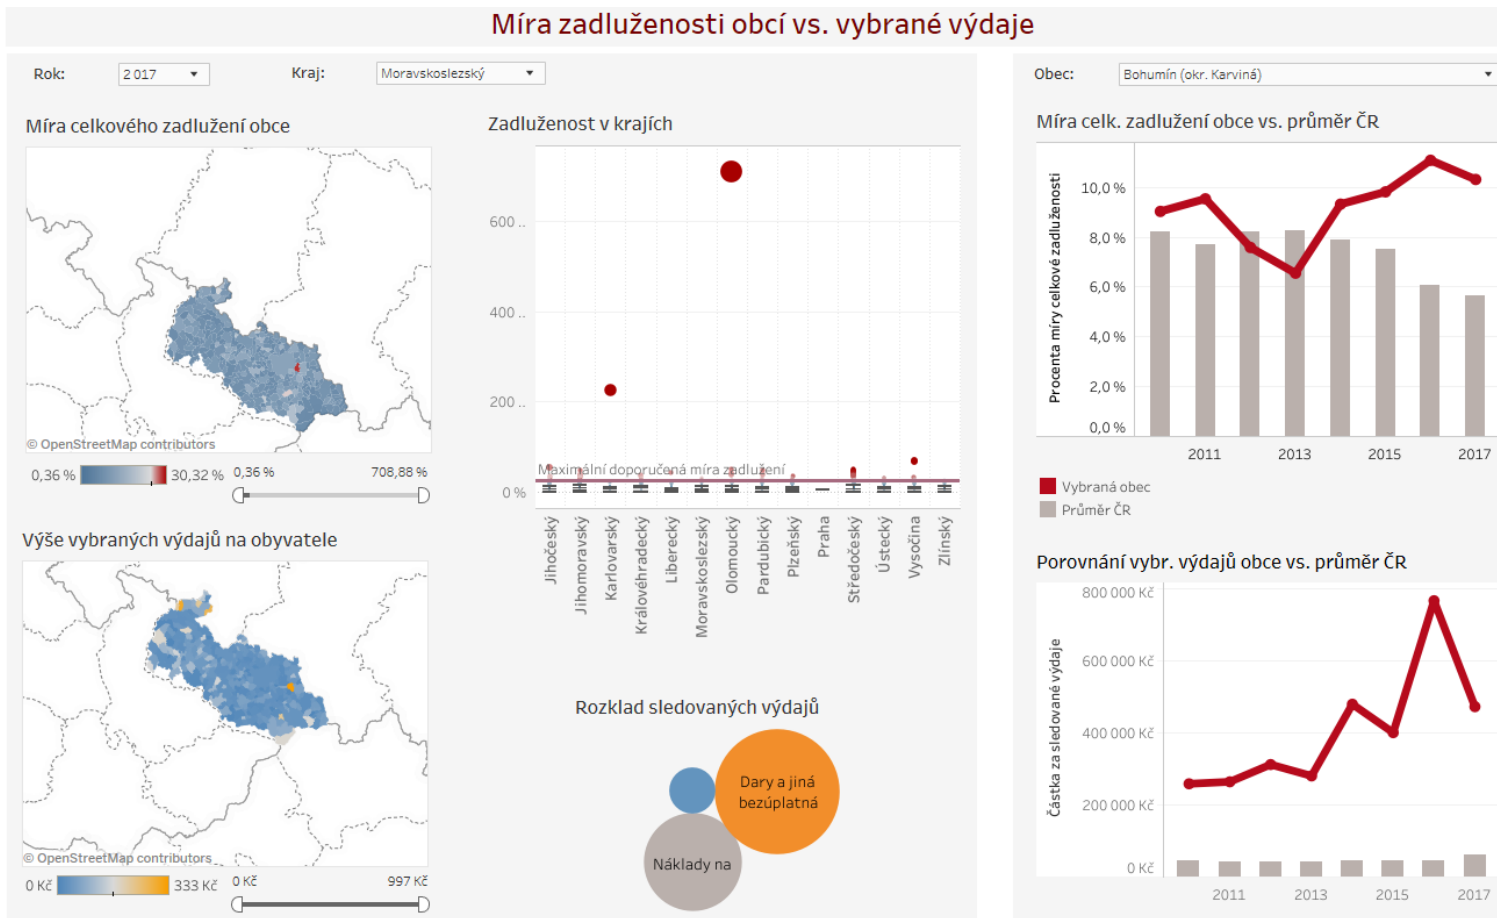 Míra zadluženosti obcí vs. vybrané výdaje
Rok:
2 017
Kraj:
Moravskoslezský
Obec:
Bohumín (okr. Karviná)
Míra celkového zadlužení obce
© OpenStreetMap contributors
0,36 %
30,32 %
0,36 %
708,88 %
Výše vybraných výdajů na obyvatele
© OpenStreetMap contributors
0 Kč
333 Kč
0 Kč
997 Kč
Zadluženost v krajích
600 ..
400 ..
200 ..
0 %
Maximální doporučená míra zadlužení
Jihočeský
Jihomoravský
Karlovarský
Královéhradecký
Liberecký
Moravskoslezský
Olomoucký
Pardubický
Plzeňský
Praha
Středočeský
Ústecký
Vysočina
Zlínský
Rozklad sledovaných výdajů
Dary a jiná
bezúplatná
Náklady na
Míra celk. zadlužení obce vs. průměr ČR
Procenta míry celkové zadluženosti
10,0 %
8,0 %
6,0 %
4,0 %
2,0 %
0,0 %
2011
2013
2015
2017
Vybraná obec
Průměr ČR
Porovnání vybr. výdajů obce vs. průměr ČR
Částka za sledované výdaje
800 000 Kč
600 000 Kč
400 000 Kč
200 000 Kč
0 Kč
2011
2013
2015
2017